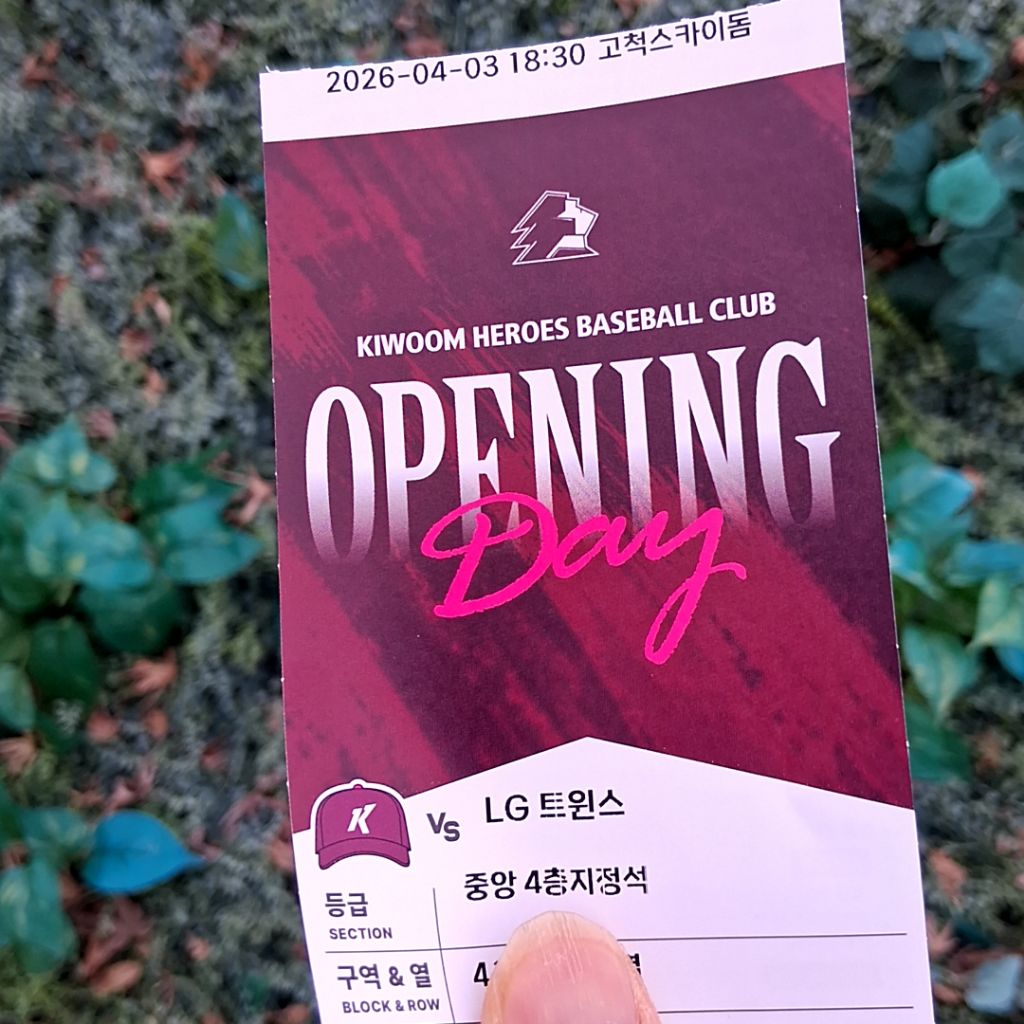 2026-04-03 18:30 고척스카이돔
KIWOOM HEROES BASEBALL CLUB
OPENING
Day
K VS LG 트윈스
등급 중앙 4층지정석
SECTION
구역 & 열
BLOCK & ROW